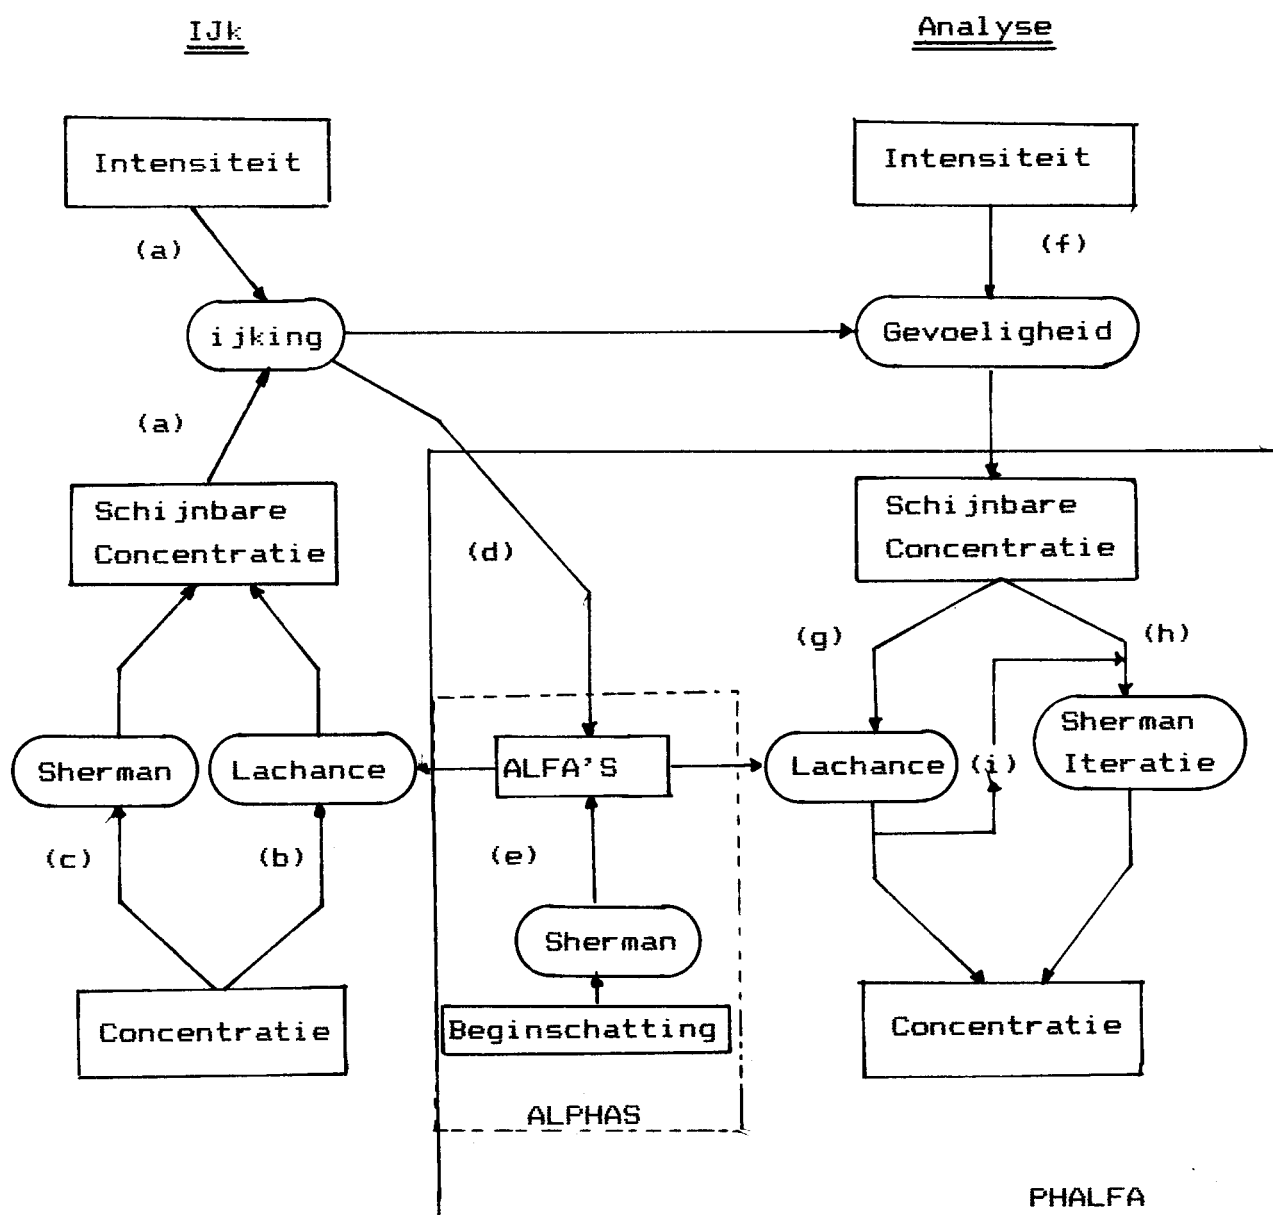 IJk
Analyse
Intensiteit
Intensiteit
(a)
(f)
ijking
Gevoeligheid
(a)
Schijnbare
Concentratie
(d)
Schijnbare
Concentratie
(g)
(h)
Sherman
Lachance
ALFA'S
Lachance
(i)
Sherman
Iteratie
(c)
(b)
(e)
Sherman
Concentratie
Beginschatting
Concentratie
ALPHAS
PHALFA